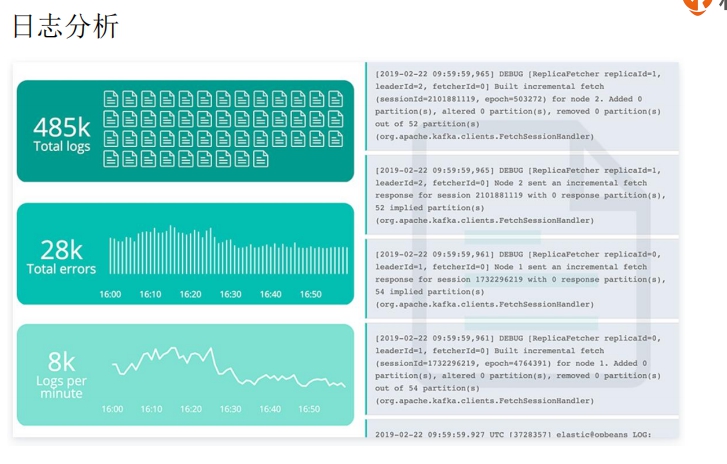 日志分析
485k
Total logs
28k
Total errors
16:00 16:10 16:20 16:30 16:40 16:50
8k
Logs per
minute
16:00 16:10 16:20 16:30 16:40 16:50
[2019-02-22 09:59:59,965] DEBUG [ReplicaFetcher replicaId=1,
leaderId=2, fetcherId=0] Built incremental fetch
(sessionId=2101881119, epoch=503272) for node 2. Added 0
partition(s), altered 0 partition(s), removed 0 partition(s)
out of 52 partition(s)
(org.apache.kafka.clients.FetchSessionHandler)
[2019-02-22 09:59:59,965] DEBUG [ReplicaFetcher replicaId=1,
leaderId=2, fetcherId=0] Node 2 sent an incremental fetch
response for session 2101881119 with 0 response partition(s),
52 implied partition(s)
(org.apache.kafka.clients.FetchSessionHandler)
[2019-02-22 09:59:59,961] DEBUG [ReplicaFetcher replicaId=0,
leaderId=1, fetcherId=0] Node 1 sent an incremental fetch
response for session 1732296219 with 0 response partition(s),
54 implied partition(s)
(org.apache.kafka.clients.FetchSessionHandler)
[2019-02-22 09:59:59,961] DEBUG [ReplicaFetcher replicaId=0,
leaderId=1, fetcherId=0] Built incremental fetch
(sessionId=1732296219, epoch=4764391) for node 1. Added 0
partition(s), altered 0 partition(s), removed 0 partition(s)
out of 54 partition(s)
(org.apache.kafka.clients.FetchSessionHandler)
2019-02-22 09:59:59.927 UTC [3728357] elastic@opbeans LOG: